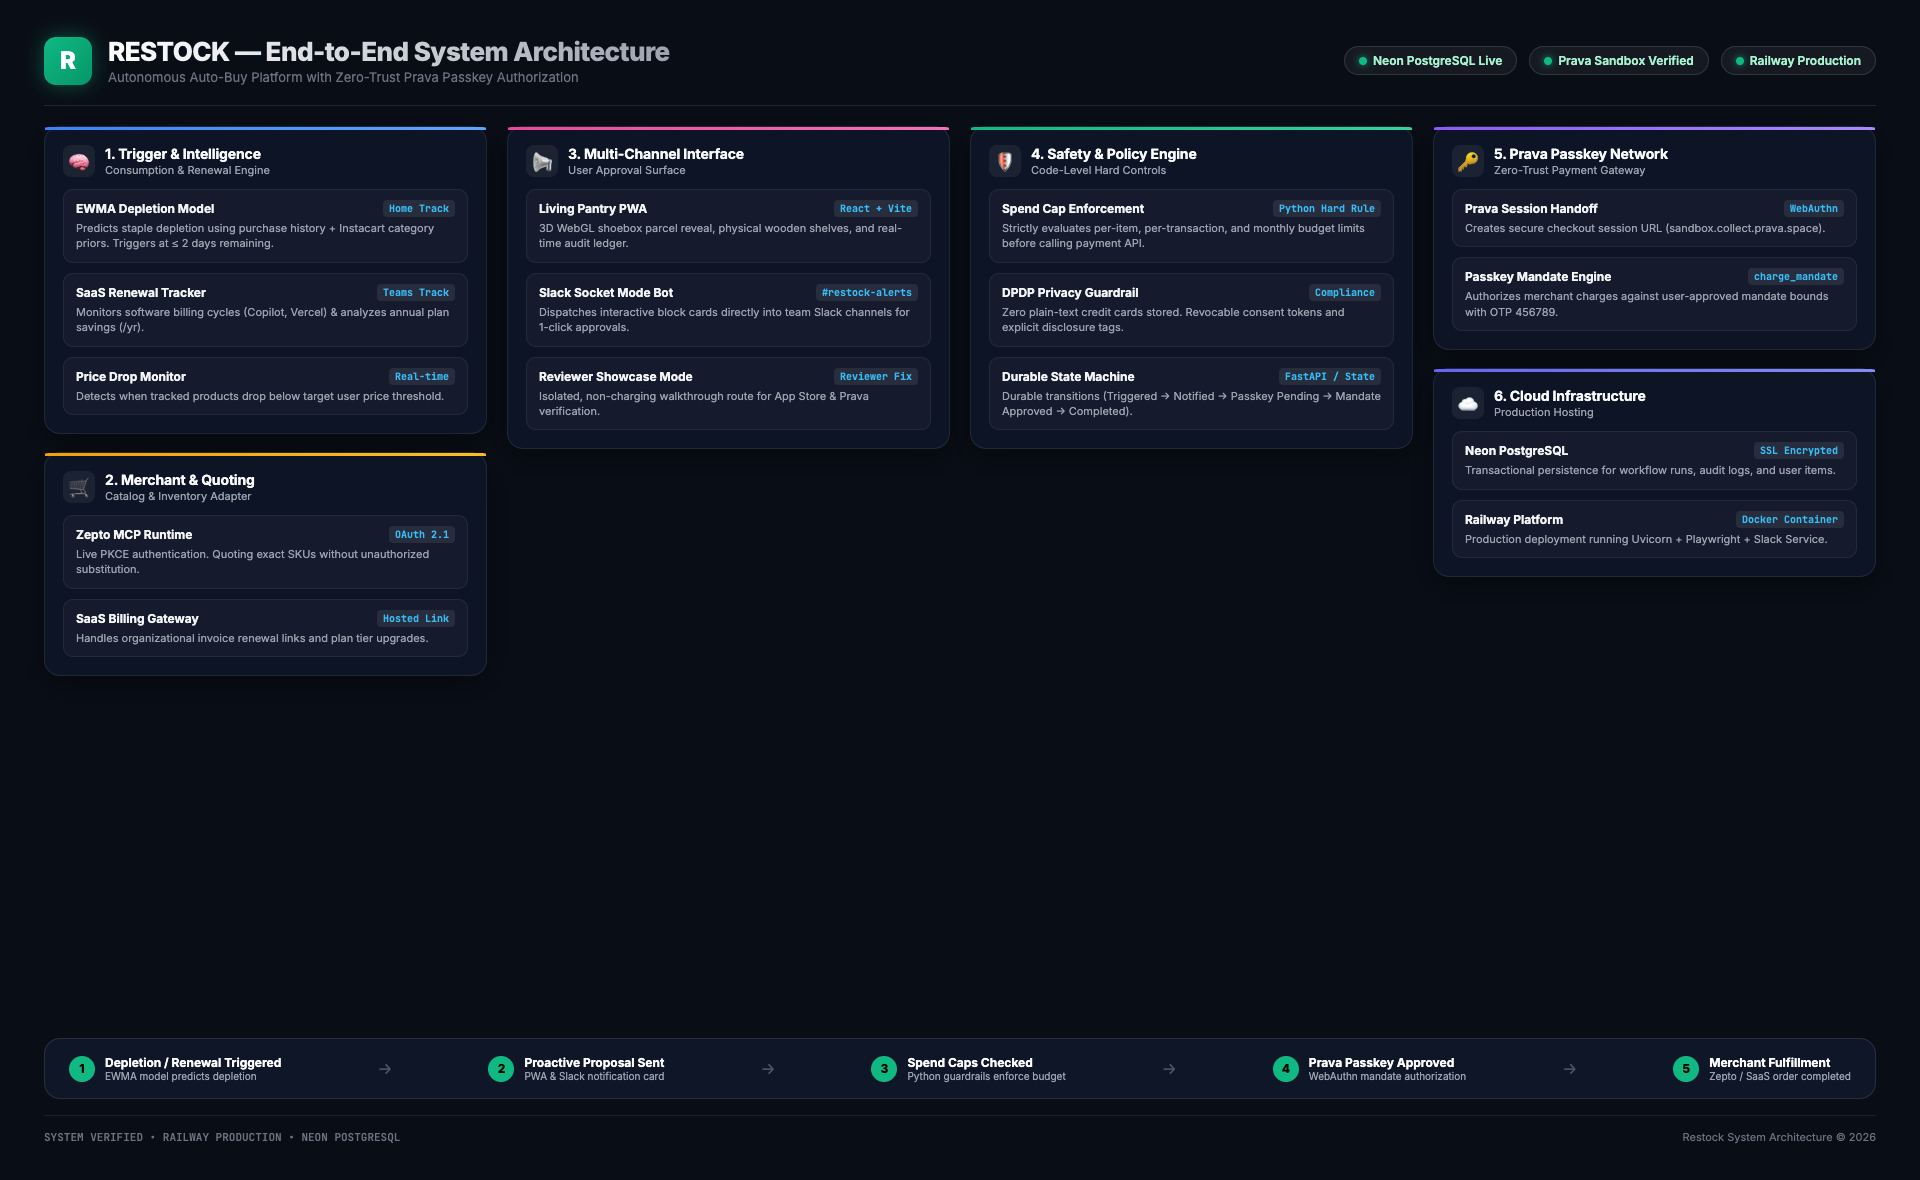 R
RESTOCK — End-to-End System Architecture
Autonomous Auto-Buy Platform with Zero-Trust Prava Passkey Authorization
Neon PostgreSQL Live
Prava Sandbox Verified
Railway Production
1. Trigger & Intelligence
Consumption & Renewal Engine
EWMA Depletion Model
Home Track
Predicts staple depletion using purchase history + Instacart category
priors. Triggers at ≤ 2 days remaining.
SaaS Renewal Tracker
Teams Track
Monitors software billing cycles (Copilot, Vercel) & analyzes annual plan
savings (/yr).
Price Drop Monitor
Real-time
Detects when tracked products drop below target user price threshold.
2. Merchant & Quoting
Catalog & Inventory Adapter
Zepto MCP Runtime
OAuth 2.1
Live PKCE authentication. Quoting exact SKUs without unauthorized
substitution.
SaaS Billing Gateway
Hosted Link
Handles organizational invoice renewal links and plan tier upgrades.
3. Multi-Channel Interface
User Approval Surface
Living Pantry PWA
React + Vite
3D WebGL shoebox parcel reveal, physical wooden shelves, and real-
time audit ledger.
Slack Socket Mode Bot
#restock-alerts
Dispatches interactive block cards directly into team Slack channels for
1-click approvals.
Reviewer Showcase Mode
Reviewer Fix
Isolated, non-charging walkthrough route for App Store & Prava
verification.
4. Safety & Policy Engine
Code-Level Hard Controls
Spend Cap Enforcement
Python Hard Rule
Strictly evaluates per-item, per-transaction, and monthly budget limits
before calling payment API.
DPDP Privacy Guardrail
Compliance
Zero plain-text credit cards stored. Revocable consent tokens and
explicit disclosure tags.
Durable State Machine
FastAPI / State
Durable transitions (Triggered → Notified → Passkey Pending → Mandate
Approved → Completed).
5. Prava Passkey Network
Zero-Trust Payment Gateway
Prava Session Handoff
WebAuthn
Creates secure checkout session URL (sandbox.collect.prava.space).
Passkey Mandate Engine
charge_mandate
Authorizes merchant charges against user-approved mandate bounds
with OTP 456789.
6. Cloud Infrastructure
Production Hosting
Neon PostgreSQL
SSL Encrypted
Transactional persistence for workflow runs, audit logs, and user items.
Railway Platform
Docker Container
Production deployment running Uvicorn + Playwright + Slack Service.
1
Depletion / Renewal Triggered
EWMA model predicts depletion
→
2
Proactive Proposal Sent
PWA & Slack notification card
→
3
Spend Caps Checked
Python guardrails enforce budget
→
4
Prava Passkey Approved
WebAuthn mandate authorization
→
5
Merchant Fulfillment
Zepto / SaaS order completed
SYSTEM VERIFIED • RAILWAY PRODUCTION • NEON POSTGRESQL
Restock System Architecture © 2026